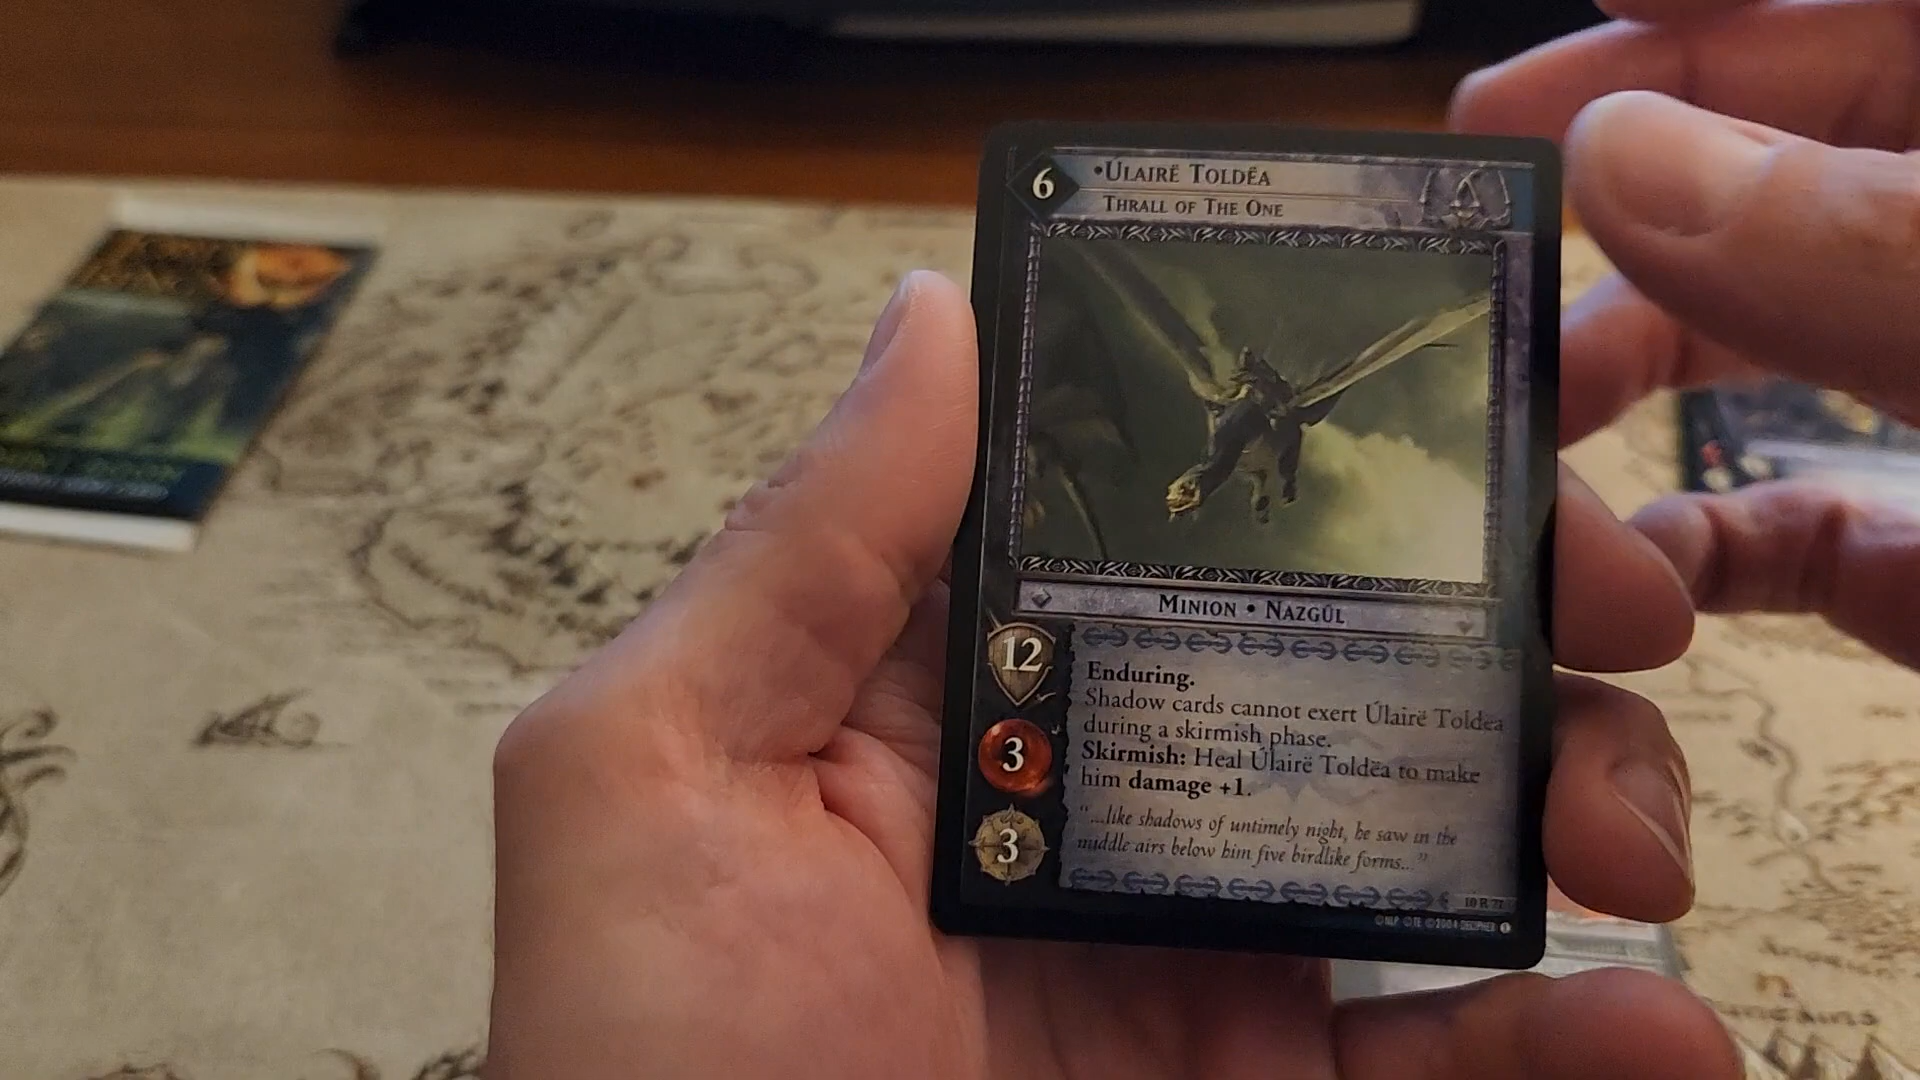 6
•Úlairë Toldëa
Thrall of The One
Minion • Nazgûl
12
3
3
Enduring.
Shadow cards cannot exert Úlairë Toldëa
during a skirmish phase.
Skirmish: Heal Úlairë Toldëa to make
him damage +1.
"...like shadows of untimely night, he saw in the
middle airs below him five birdlike forms..."
10 R 77